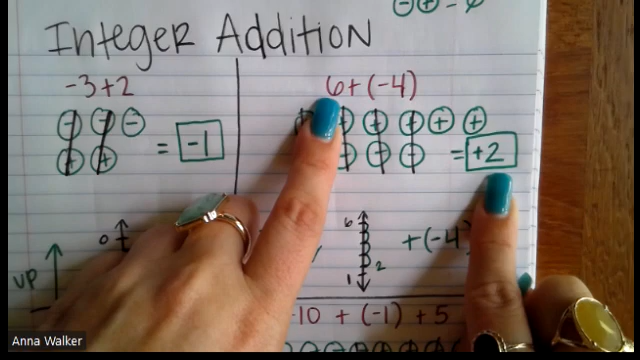 ⊖⊕=0
Integer Addition
-3+2
6+(-4)
⊖ ⊖ ⊖
⊕ ⊕
= -1
⊕ ⊕ ⊕ ⊕ ⊕
⊖ ⊖ ⊖
= +2
0
UP
6
1
2
+(-4)
-10 + (-1) + 5
Anna Walker